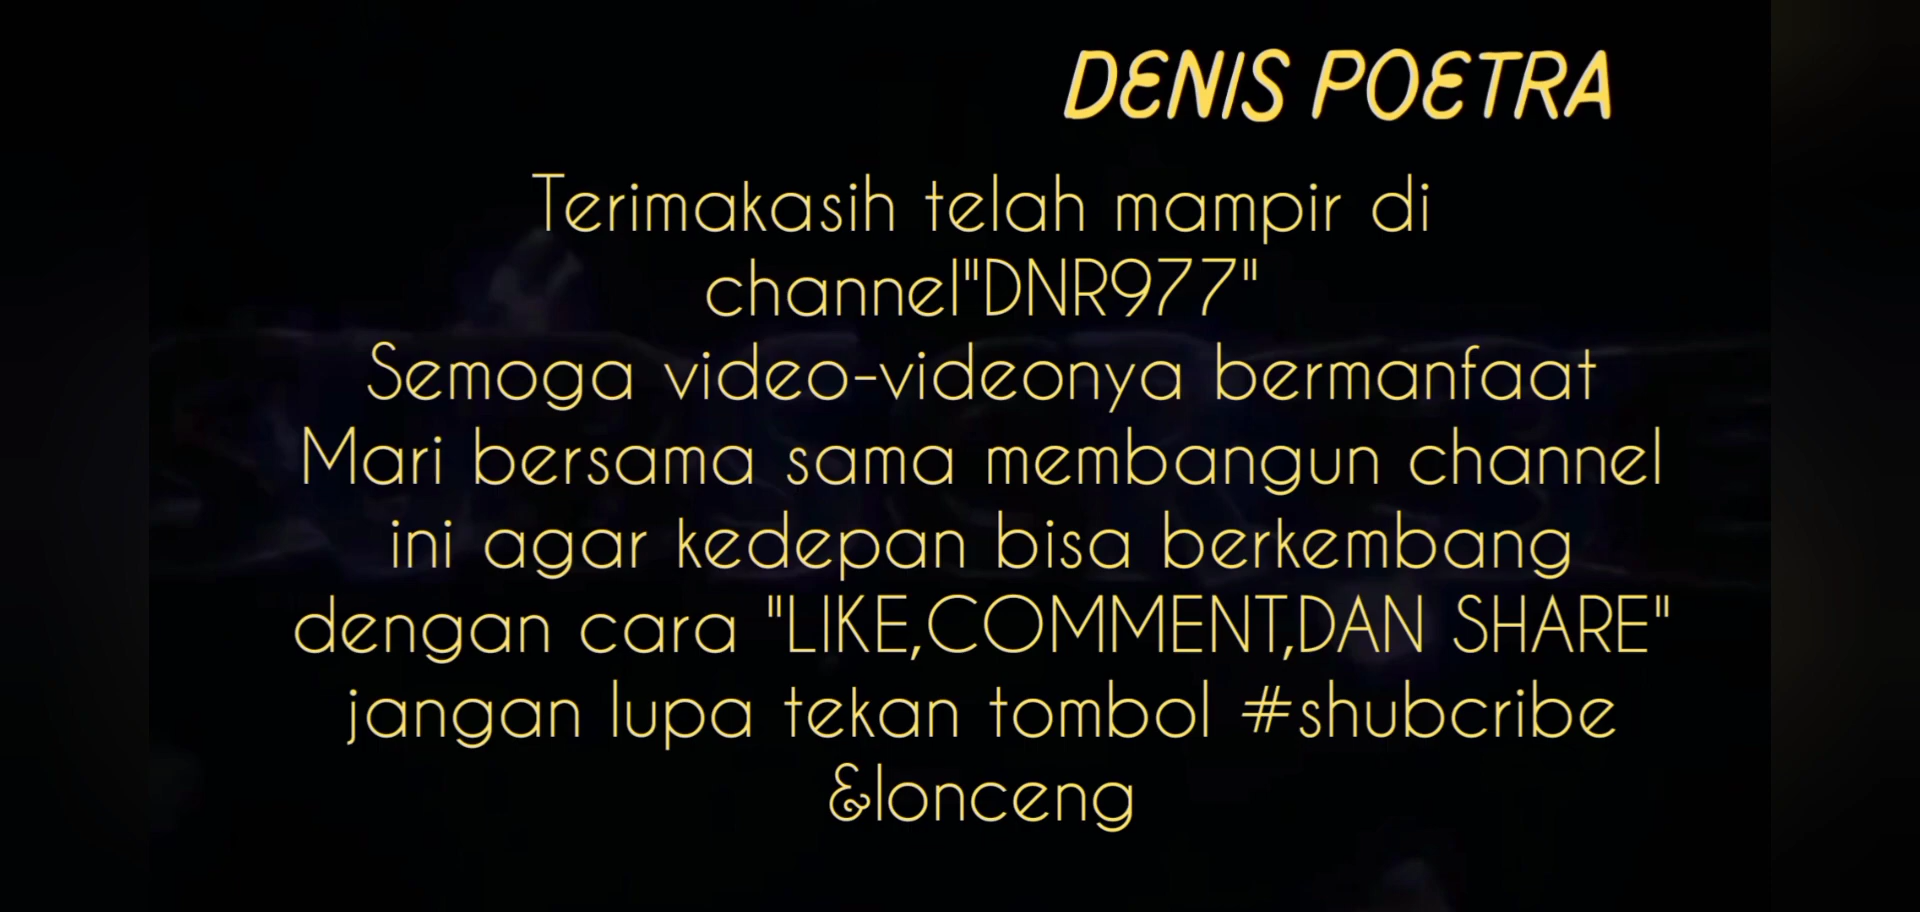 DENIS POETRA
Terimakasih telah mampir di
channel"DNR977"
Semoga video-videonya bermanfaat
Mari bersama sama membangun channel
ini agar kedepan bisa berkembang
dengan cara "LIKE,COMMENT,DAN SHARE"
jangan lupa tekan tombol #shubcribe
&lonceng